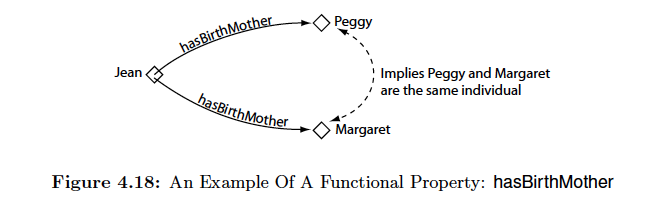 hasBirthMother
Peggy
Jean
Implies Peggy and Margaret
are the same individual
hasBirthMother
Margaret
Figure 4.18: An Example Of A Functional Property: hasBirthMother